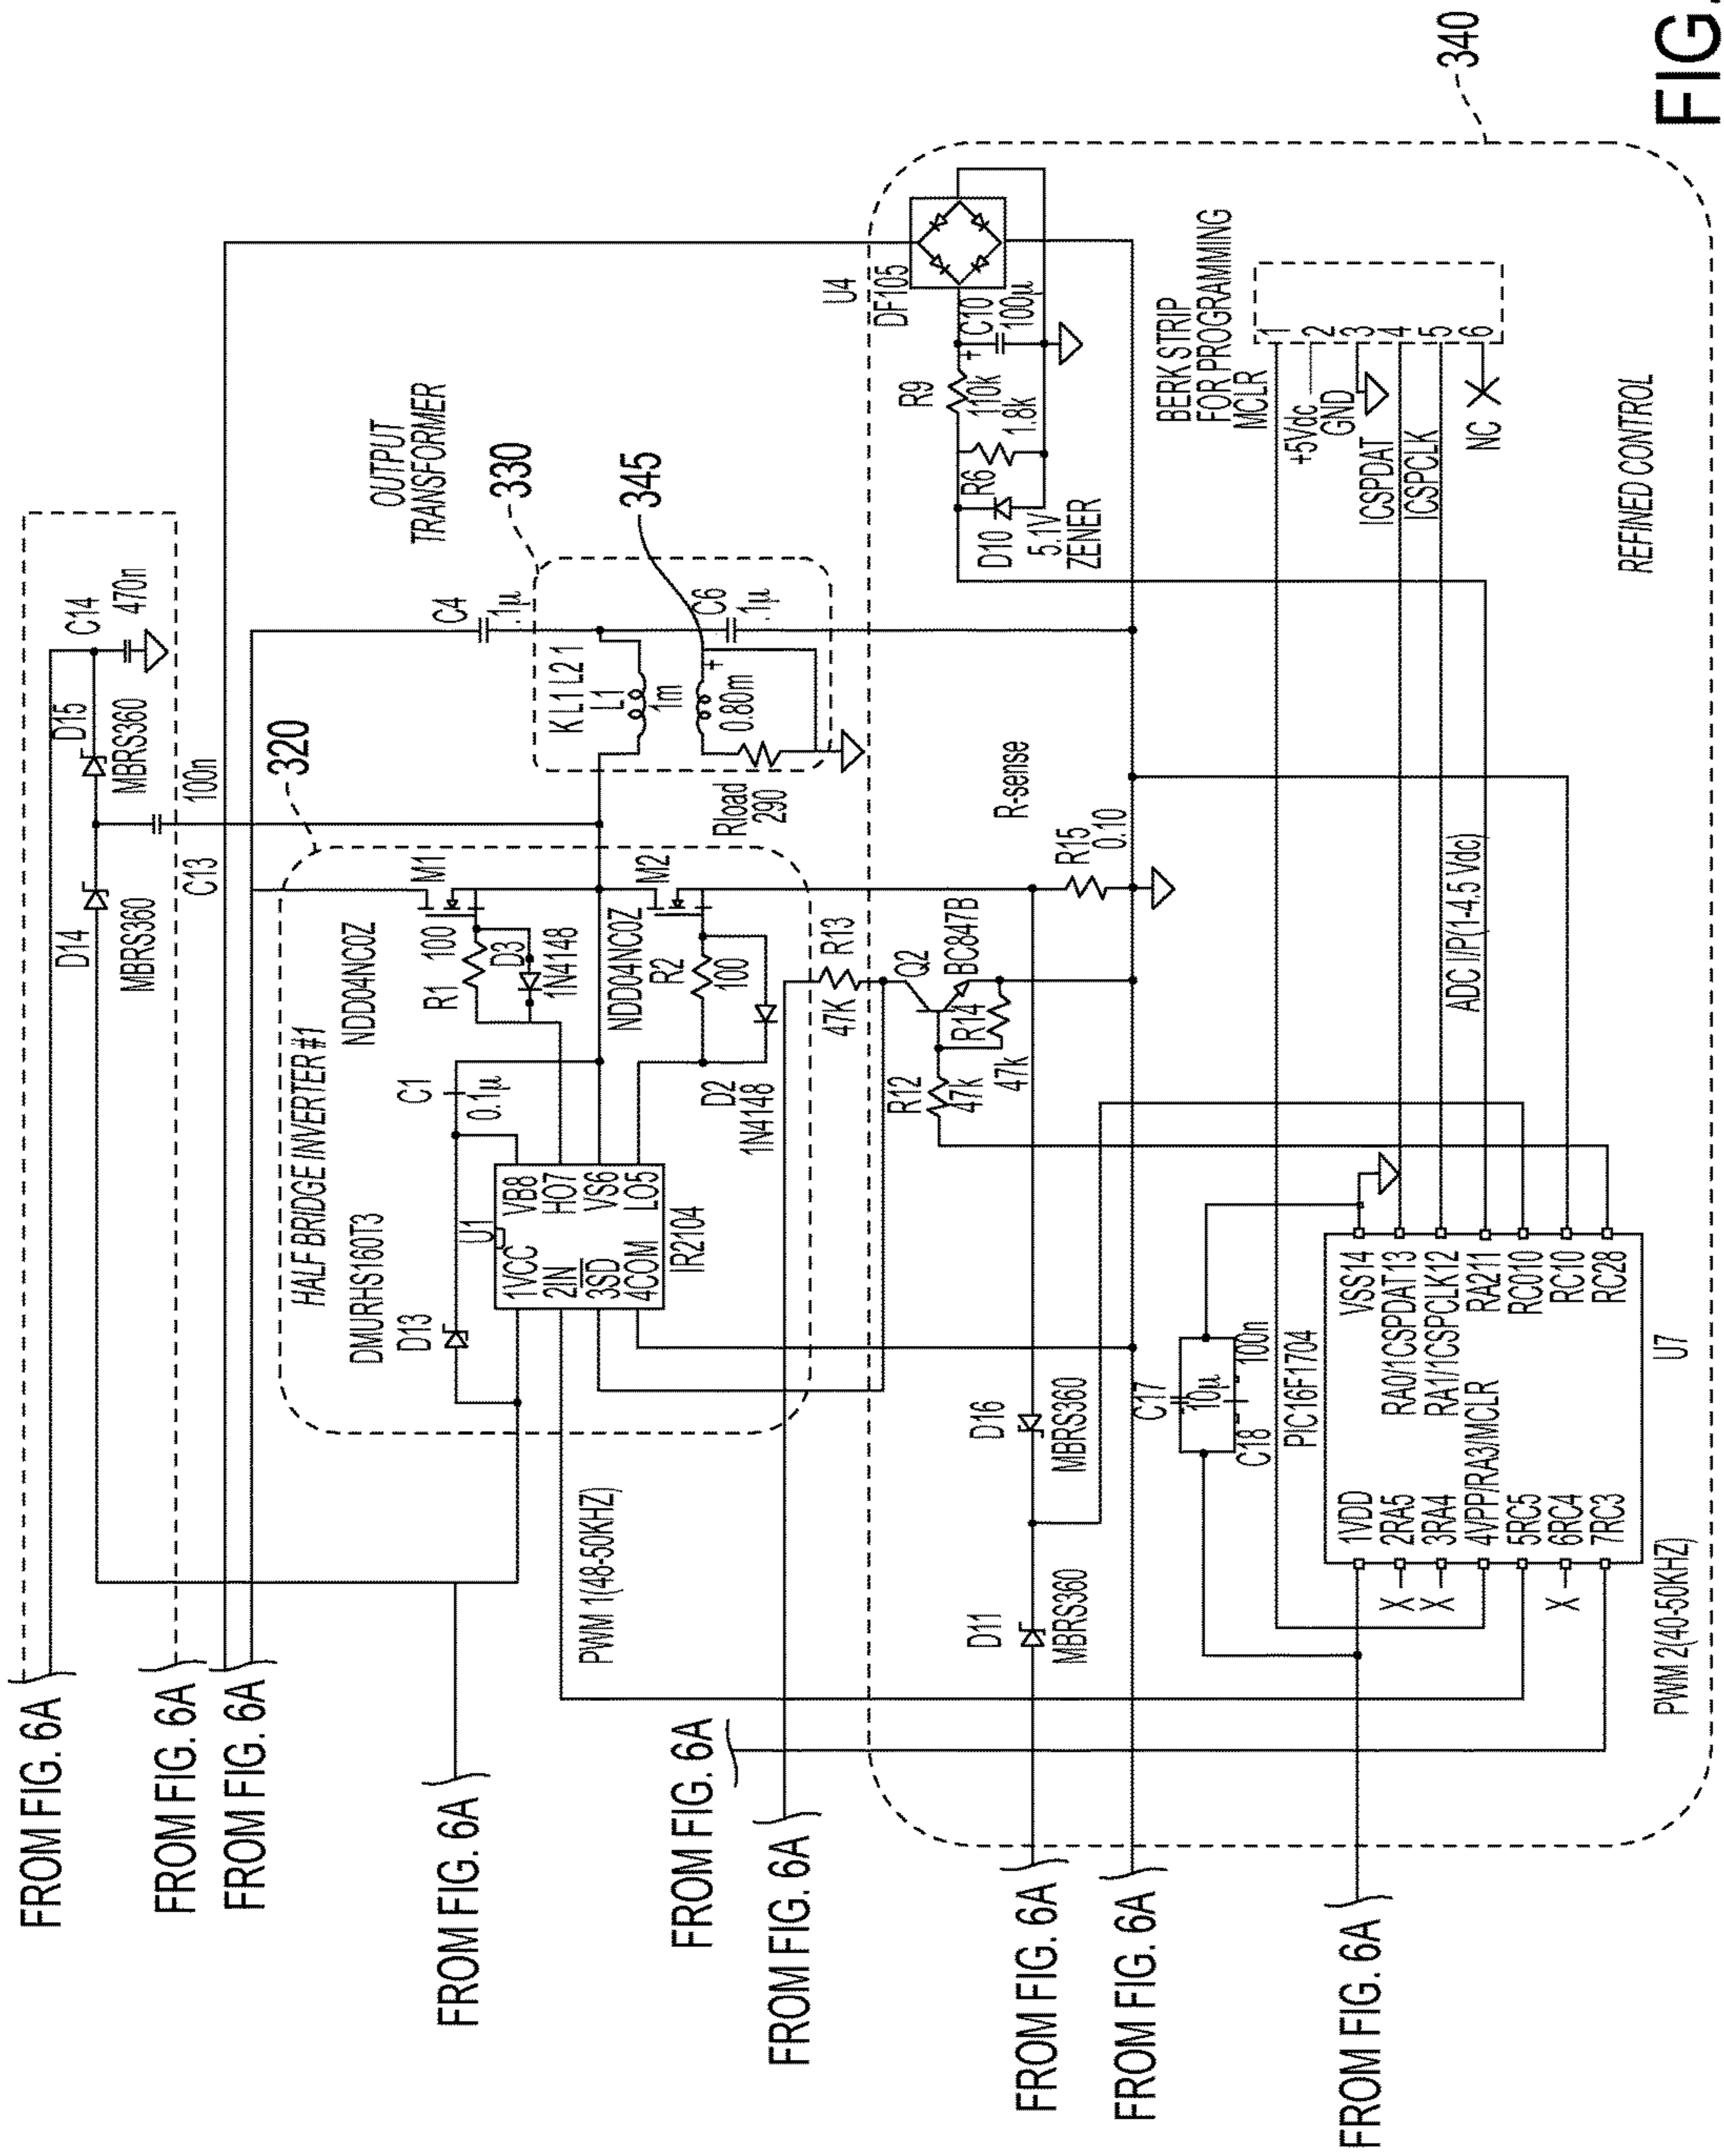 FROM FIG. 6A
FROM FIG. 6A
FROM FIG. 6A
FROM FIG. 6A
FROM FIG. 6A
FROM FIG. 6A
FROM FIG. 6A
FROM FIG. 6A
FROM FIG. 6A
D14
MBRS360
D15
MBRS360
C14
470n
C13
100n
320
HALF BRIDGE INVERTER #1
DMURHS160T3
D13
C1
0.1µ
U1
1VCC
2IN
3SD
4COM
VB8
HO7
VS6
LO5
IR2104
NDD04NC0Z
M1
R1
100
D3
1N4148
NDD04NC0Z
M2
R2
100
D2
1N4148
OUTPUT
TRANSFORMER
330
345
K L1 L2 1
L1
1m
0.80m
Rload
290
C4
.1µ
C6
.1µ
PWM 1(48-50KHZ)
R13
47K
Q2
BC847B
R12
47k
R14
47k
R-sense
R15
0.10
D11
MBRS360
D16
MBRS360
U4
DF105
C10
100µ
+
R9
110k
R6
1.8k
D10
5.1V
ZENER
BERK STRIP
FOR PROGRAMMING
MCLR
+5Vdc
GND
ICSPDAT
ICSPCLK
NC
1
2
3
4
5
6
ADC I/P(1-4.5 Vdc)
C17
10µ
C18
100n
PIC16F1704
1VDD
2RA5
3RA4
4VPP/RA3/MCLR
5RC5
6RC4
7RC3
VSS14
RA0/1CSPDAT13
RA1/1CSPCLK12
RA211
RC010
RC10
RC28
X
X
X
U7
PWM 2(40-50KHZ)
REFINED CONTROL
340
FIG.